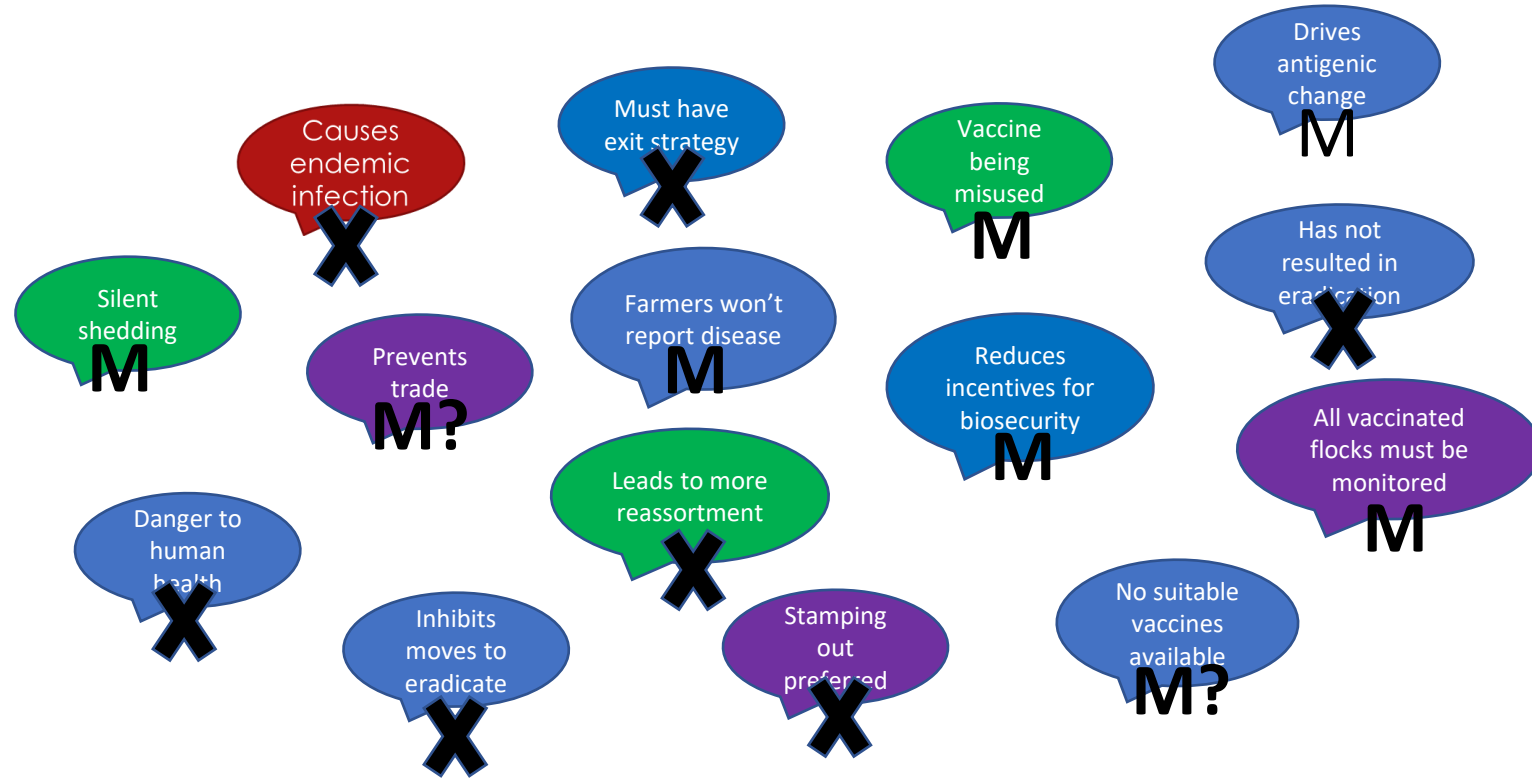 Drives
antigenic
change
M
Causes
endemic
infection
X
Must have
exit strategy
X
Vaccine
being
misused
M
Has not
resulted in
eradication
X
Silent
shedding
M
Prevents
trade
M?
Farmers won’t
report disease
M
Reduces
incentives for
biosecurity
M
All vaccinated
flocks must be
monitored
M
Leads to more
reassortment
X
Danger to
human
health
X
Inhibits
moves to
eradicate
X
Stamping
out
preferred
X
No suitable
vaccines
available
M?